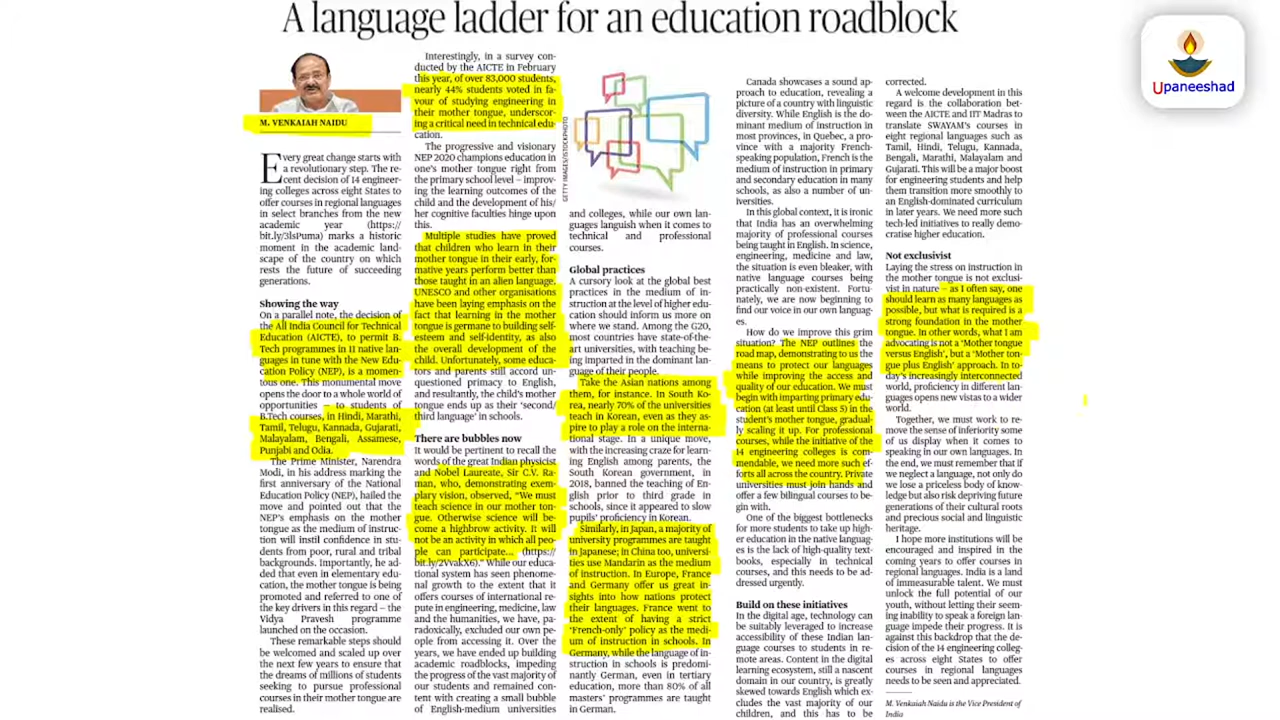 A language ladder for an education roadblock
Upaneeshad
M. VENKAIAH NAIDU
Every great change starts with
a revolutionary step. The re-
cent decision of 14 engineer-
ing colleges across eight States to
offer courses in regional languages
in select branches from the new
academic year (https://
bit.ly/3lsPuma) marks a historic
moment in the academic land-
scape of the country on which
rests the future of succeeding
generations.
Showing the way
On a parallel note, the decision of
the All India Council for Technical
Education (AICTE), to permit B.
Tech programmes in 11 native lan-
guages in tune with the New Edu-
cation Policy (NEP), is a momen-
tous one. This monumental move
opens the door to a whole world of
opportunities — to students of
B.Tech courses, in Hindi, Marathi,
Tamil, Telugu, Kannada, Gujarati,
Malayalam, Bengali, Assamese,
Punjabi and Odia.
The Prime Minister, Narendra
Modi, in his address marking the
first anniversary of the National
Education Policy (NEP), hailed the
move and pointed out that the
NEP's emphasis on the mother
tongue as the medium of instruc-
tion will instil confidence in stu-
dents from poor, rural and tribal
backgrounds. Importantly, he ad-
ded that even in elementary edu-
cation, the mother tongue is being
promoted and referred to one of
the key drivers in this regard – the
Vidya Pravesh programme
launched on the occasion.
These remarkable steps should
be welcomed and scaled up over
the next few years to ensure that
the dreams of millions of students
seeking to pursue professional
courses in their mother tongue are
realised.
Interestingly, in a survey con-
ducted by the AICTE in February
this year, of over 83,000 students,
nearly 44% students voted in fa-
vour of studying engineering in
their mother tongue, underscor-
ing a critical need in technical edu-
cation.
The progressive and visionary
NEP 2020 champions education in
one's mother tongue right from
the primary school level – improv-
ing the learning outcomes of the
child and the development of his/
her cognitive faculties hinge upon
this.
Multiple studies have proved
that children who learn in their
mother tongue in their early, for-
mative years perform better than
those taught in an alien language.
UNESCO and other organisations
have been laying emphasis on the
fact that learning in the mother
tongue is germane to building self-
esteem and self-identity, as also
the overall development of the
child. Unfortunately, some educa-
tors and parents still accord un-
questioned primacy to English,
and resultantly, the child's mother
tongue ends up as their 'second/
third language' in schools.
There are bubbles now
It would be pertinent to recall the
words of the great Indian physicist
and Nobel Laureate, Sir C.V. Ra-
man, who, demonstrating exem-
plary vision, observed, "We must
teach science in our mother ton-
gue. Otherwise science will be-
come a highbrow activity. It will
not be an activity in which all peo-
ple can participate... (https://
bit.ly/2VvakX6)." While our educa-
tional system has seen phenome-
nal growth to the extent that it
offers courses of international re-
pute in engineering, medicine, law
and the humanities, we have, pa-
radoxically, excluded our own peo-
ple from accessing it. Over the
years, we have ended up building
academic roadblocks, impeding
the progress of the vast majority of
our students and remained con-
tent with creating a small bubble
of English-medium universities
GETTY IMAGES/ISTOCKPHOTO
and colleges, while our own lan-
guages languish when it comes to
technical and professional
courses.
Global practices
A cursory look at the global best
practices in the medium of in-
struction at the level of higher edu-
cation should inform us more on
where we stand. Among the G20,
most countries have state-of-the-
art universities, with teaching be-
ing imparted in the dominant lan-
guage of their people.
Take the Asian nations among
them, for instance. In South Ko-
rea, nearly 70% of the universities
teach in Korean, even as they as-
pire to play a role on the interna-
tional stage. In a unique move,
with the increasing craze for lear-
ning English among parents, the
South Korean government, in
2018, banned the teaching of En-
glish prior to third grade in
schools, since it appeared to slow
pupils' proficiency in Korean.
Similarly, in Japan, a majority of
university programmes are taught
in Japanese; in China too, universi-
ties use Mandarin as the medium
of instruction. In Europe, France
and Germany offer us great in-
sights into how nations protect
their languages. France went to
the extent of having a strict
'French-only' policy as the medi-
um of instruction in schools. In
Germany, while the language of in-
struction in schools is predomi-
nantly German, even in tertiary
education, more than 80% of all
masters' programmes are taught
in German.
Canada showcases a sound ap-
proach to education, revealing a
picture of a country with linguistic
diversity. While English is the do-
minant medium of instruction in
most provinces, in Quebec, a pro-
vince with a majority French-
speaking population, French is the
medium of instruction in primary
and secondary education in many
schools, as also a number of un-
iversities.
In this global context, it is ironic
that India has an overwhelming
majority of professional courses
being taught in English. In science,
engineering, medicine and law,
the situation is even bleaker, with
native language courses being
practically non-existent. Fortu-
nately, we are now beginning to
find our voice in our own languag-
es.
How do we improve this grim
situation? The NEP outlines the
road map, demonstrating to us the
means to protect our languages
while improving the access and
quality of our education. We must
begin with imparting primary edu-
cation (at least until Class 5) in the
student's mother tongue, gradual-
ly scaling it up. For professional
courses, while the initiative of the
14 engineering colleges is com-
mendable, we need more such ef-
forts all across the country. Private
universities must join hands and
offer a few bilingual courses to be-
gin with.
One of the biggest bottlenecks
for more students to take up high-
er education in the native languag-
es is the lack of high-quality text-
books, especially in technical
courses, and this needs to be ad-
dressed urgently.
Build on these initiatives
In the digital age, technology can
be suitably leveraged to increase
accessibility of these Indian lan-
guage courses to students in re-
mote areas. Content in the digital
learning ecosystem, still a nascent
domain in our country, is greatly
skewed towards English which ex-
cludes the vast majority of our
children, and this has to be
corrected.
A welcome development in this
regard is the collaboration bet-
ween the AICTE and IIT Madras to
translate SWAYAM's courses in
eight regional languages such as
Tamil, Hindi, Telugu, Kannada,
Bengali, Marathi, Malayalam and
Gujarati. This will be a major boost
for engineering students and help
them transition more smoothly to
an English-dominated curriculum
in later years. We need more such
tech-led initiatives to really demo-
cratise higher education.
Not exclusivist
Laying the stress on instruction in
the mother tongue is not exclusi-
vist in nature – as I often say, one
should learn as many languages as
possible, but what is required is a
strong foundation in the mother
tongue. In other words, what I am
advocating is not a 'Mother tongue
versus English', but a 'Mother ton-
gue plus English' approach. In to-
day's increasingly interconnected
world, proficiency in different lan-
guages opens new vistas to a wider
world.
Together, we must work to re-
move the sense of inferiority some
of us display when it comes to
speaking in our own languages. In
the end, we must remember that if
we neglect a language, not only do
we lose a priceless body of know-
ledge but also risk depriving future
generations of their cultural roots
and precious social and linguistic
heritage.
I hope more institutions will be
encouraged and inspired in the
coming years to offer courses in
regional languages. India is a land
of immeasurable talent. We must
unlock the full potential of our
youth, without letting their seem-
ing inability to speak a foreign lan-
guage impede their progress. It is
against this backdrop that the de-
cision of the 14 engineering colleg-
es across eight States to offer
courses in regional languages
needs to be seen and appreciated.
M. Venkaiah Naidu is the Vice President of
India